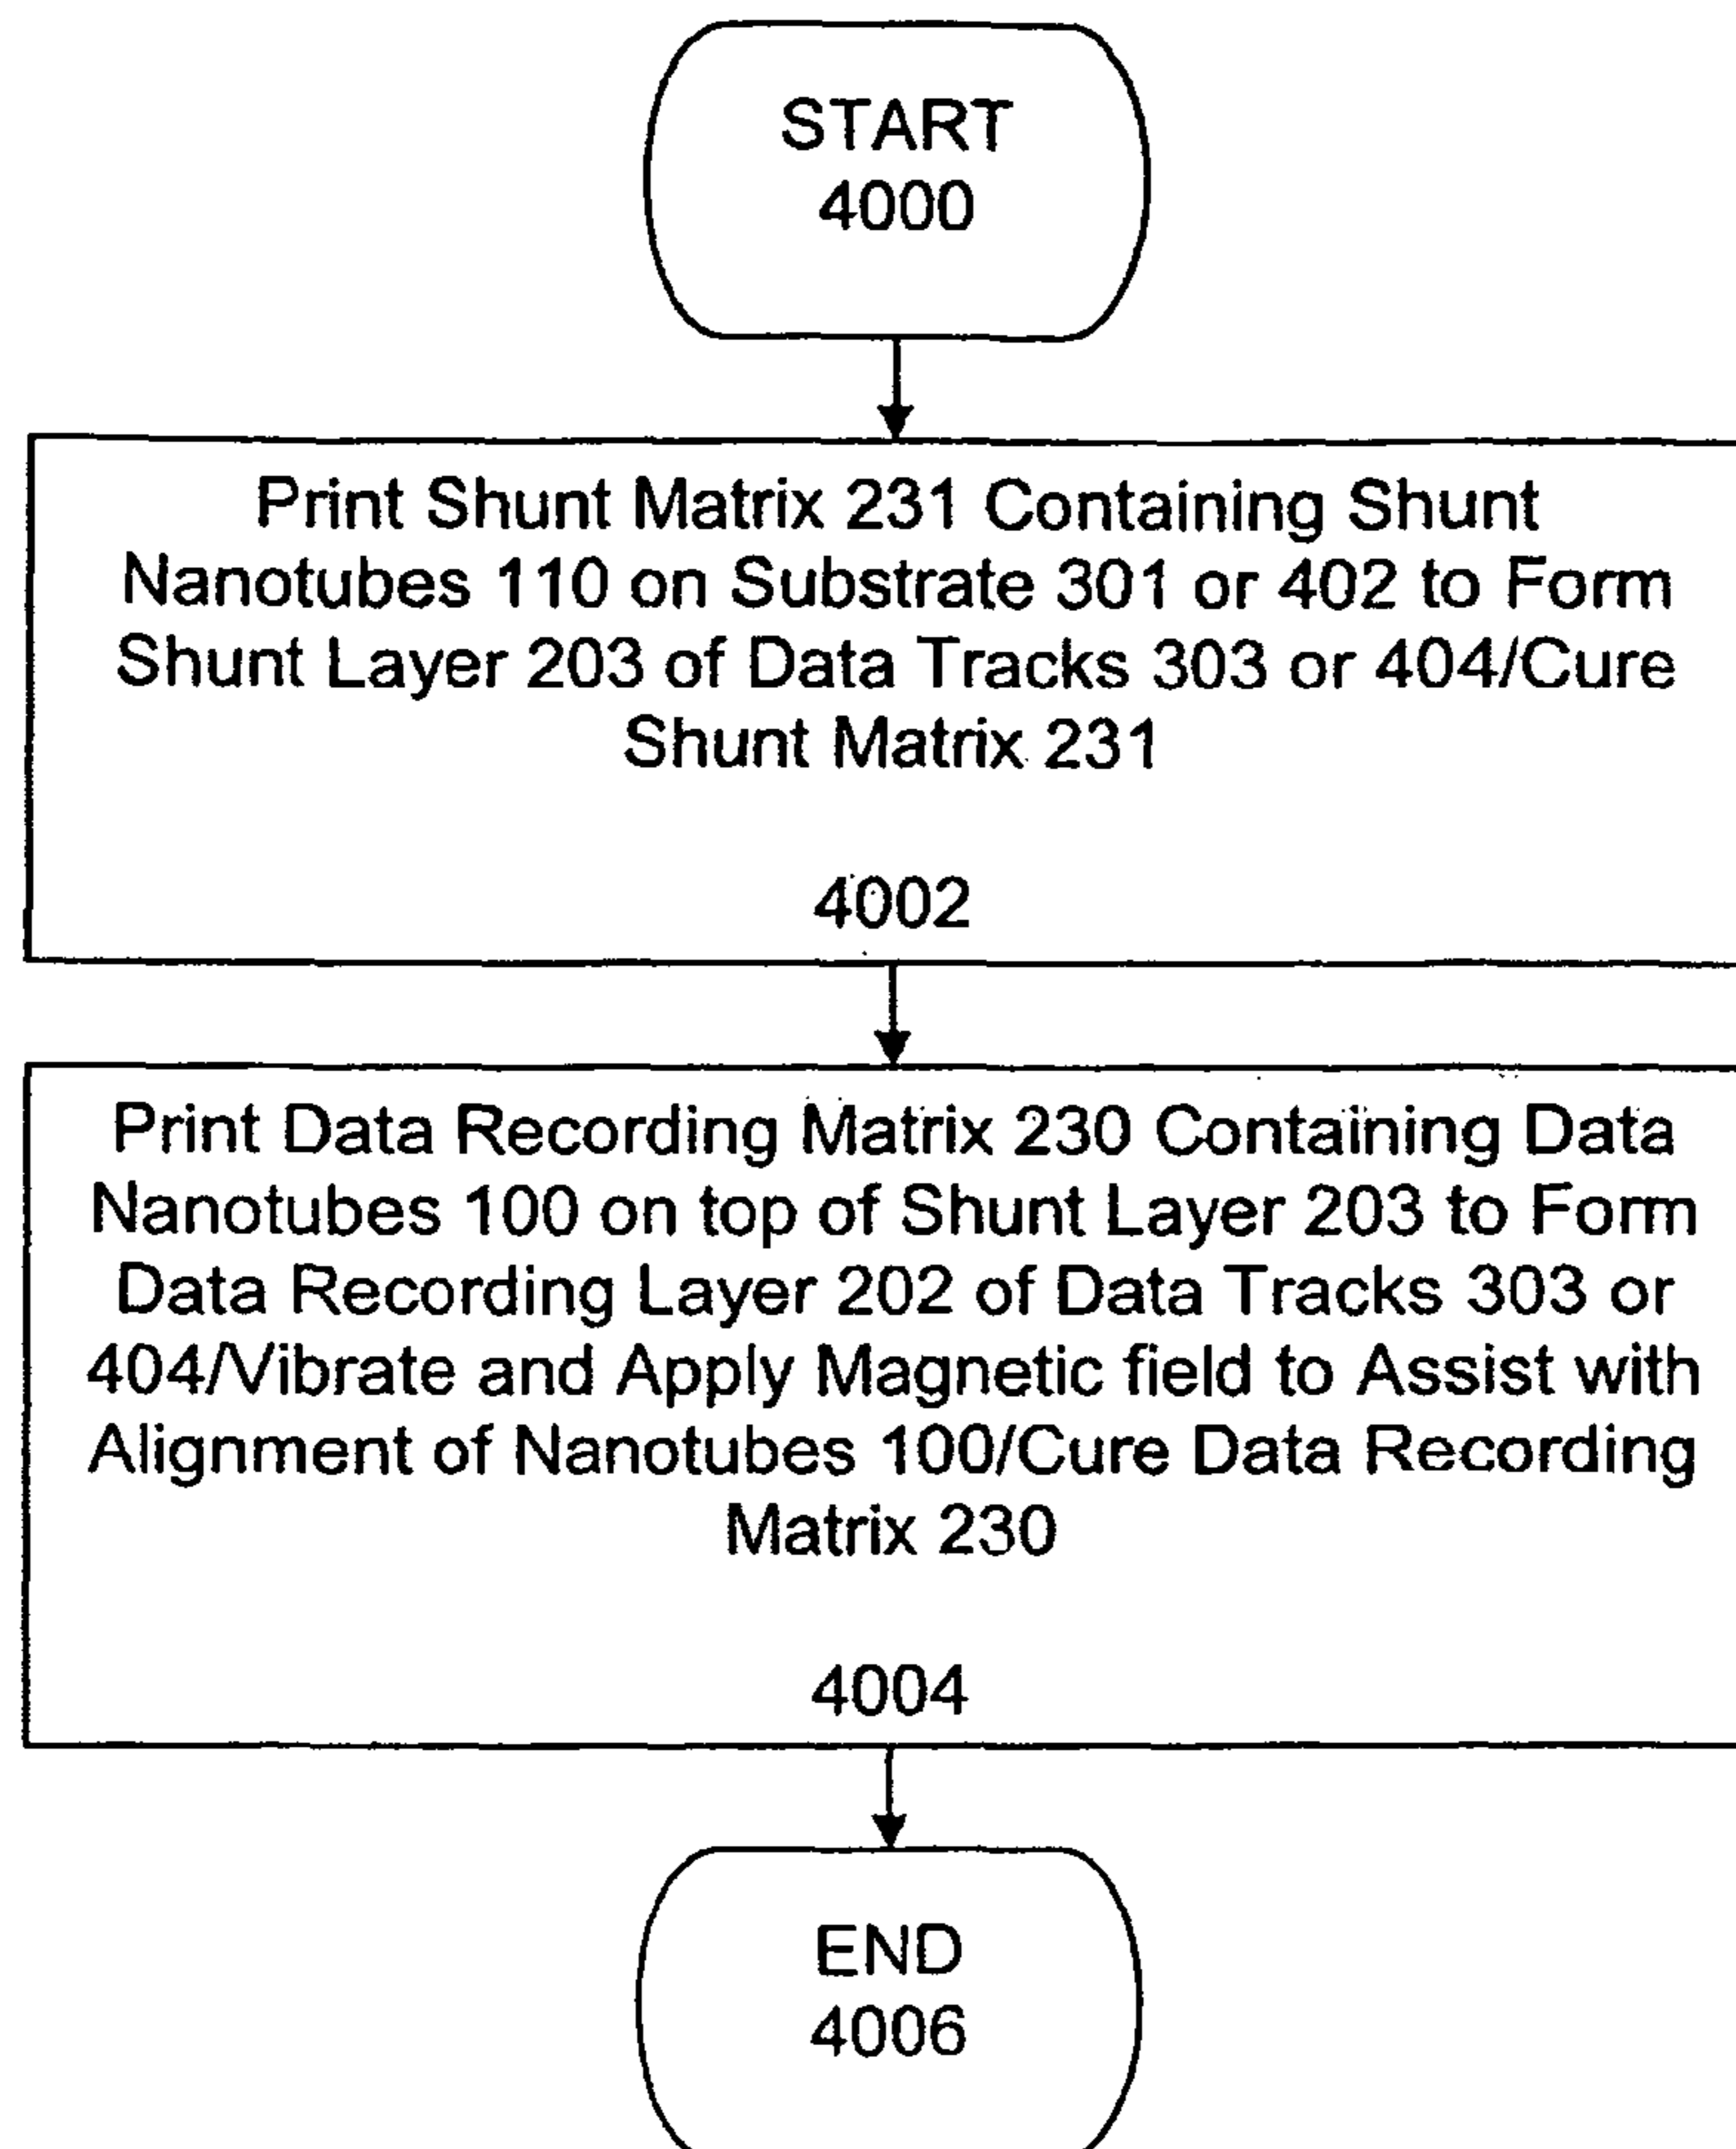 START
4000
Print Shunt Matrix 231 Containing Shunt
Nanotubes 110 on Substrate 301 or 402 to Form
Shunt Layer 203 of Data Tracks 303 or 404/Cure
Shunt Matrix 231
4002
Print Data Recording Matrix 230 Containing Data
Nanotubes 100 on top of Shunt Layer 203 to Form
Data Recording Layer 202 of Data Tracks 303 or
404/Vibrate and Apply Magnetic field to Assist with
Alignment of Nanotubes 100/Cure Data Recording
Matrix 230
4004
END
4006